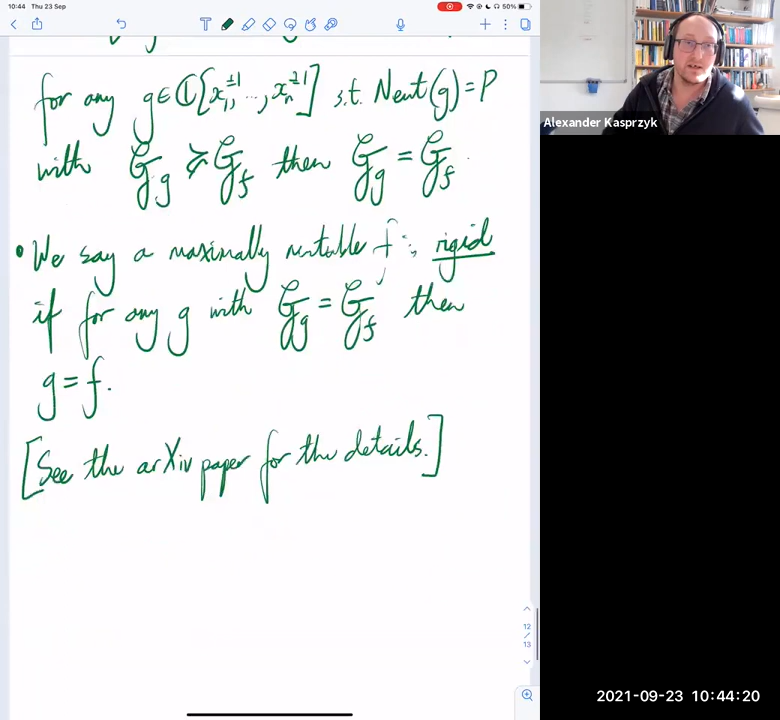 10:44 Thu 23 Sep
50%
for any g ∈ ℂ[x₁^±1, ..., xₙ^±1] s.t. Newt(g) = P
with 𝒢_g ≥ 𝒢_f then 𝒢_g = 𝒢_f.
• We say a maximally mutable f is rigid
if for any g with 𝒢_g = 𝒢_f then
g = f.
[See the arXiv paper for the details.]
12
/
13
Alexander Kasprzyk
2021-09-23 10:44:20